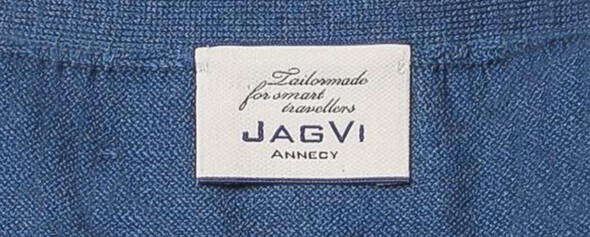 Tailormade
for smart
travellers
JAGVI
ANNECY